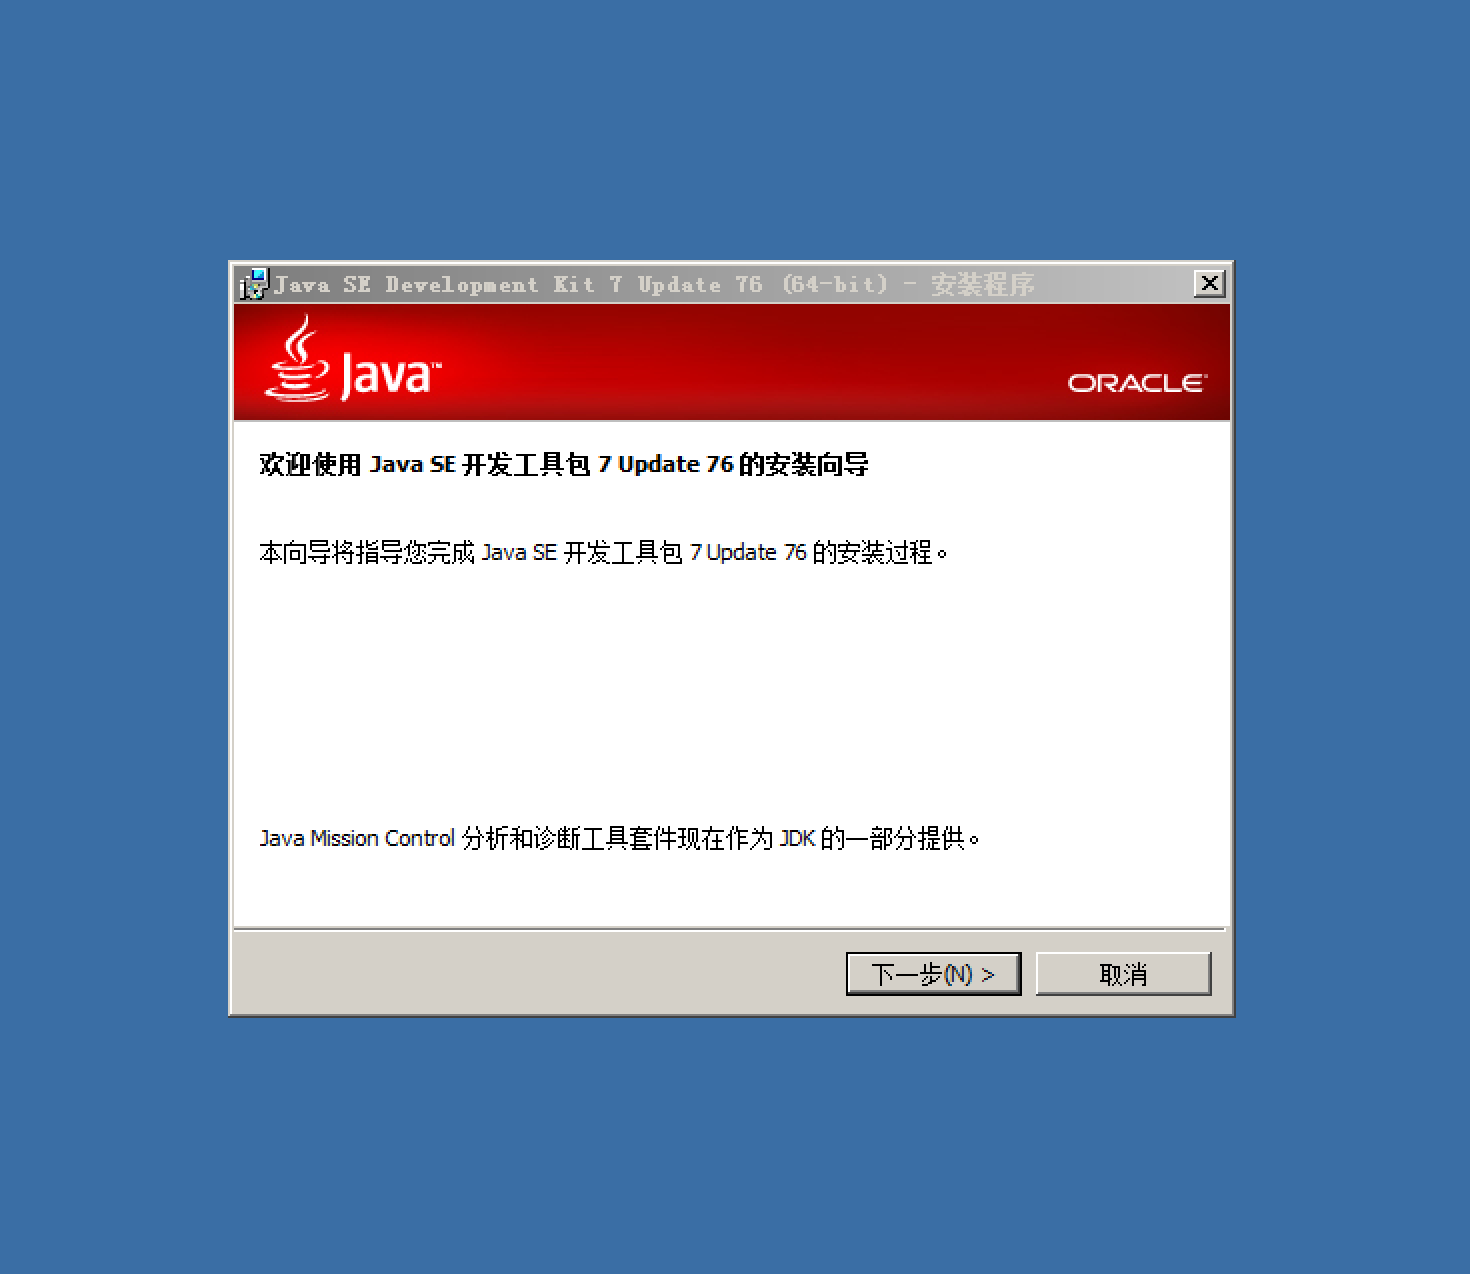 Java SE Development Kit 7 Update 76 (64-bit) - 安装程序
Java™
ORACLE
欢迎使用 Java SE 开发工具包 7 Update 76 的安装向导
本向导将指导您完成 Java SE 开发工具包 7 Update 76 的安装过程。
Java Mission Control 分析和诊断工具套件现在作为 JDK 的一部分提供。
下一步(N) >
取消